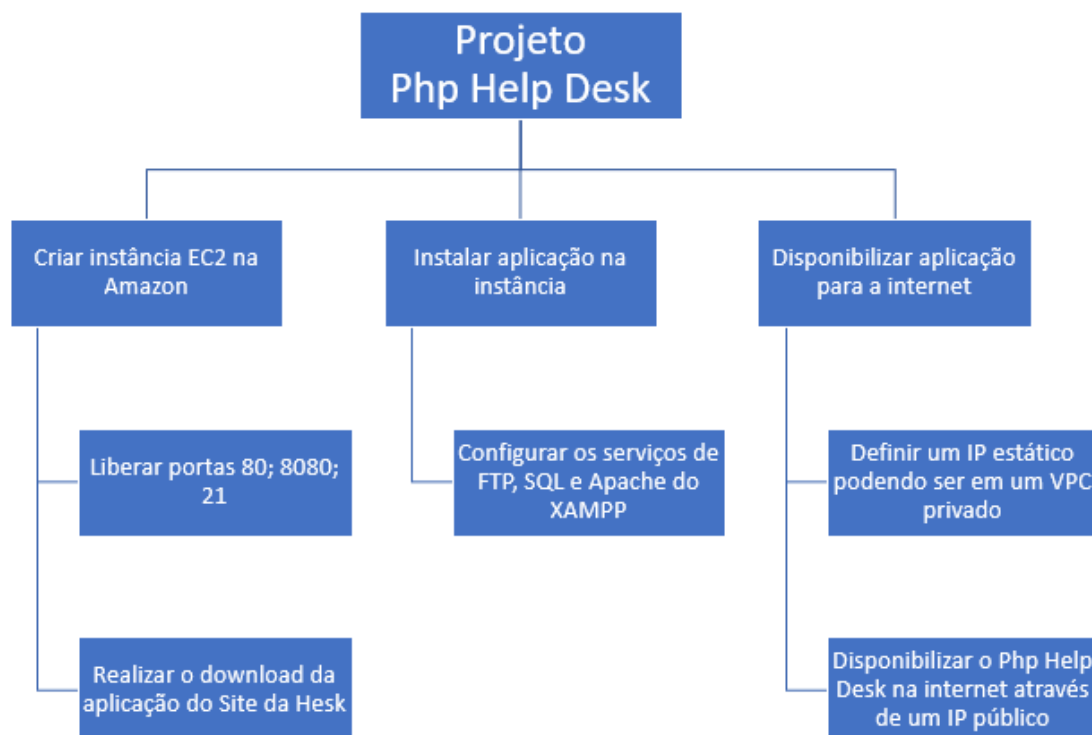 Projeto
Php Help Desk
Criar instância EC2 na
Amazon
Instalar aplicação na
instância
Disponibilizar aplicação
para a internet
Liberar portas 80; 8080;
21
Configurar os serviços de
FTP, SQL e Apache do
XAMPP
Definir um IP estático
podendo ser em um VPC
privado
Realizar o download da
aplicação do Site da Hesk
Disponibilizar o Php Help
Desk na internet através
de um IP público